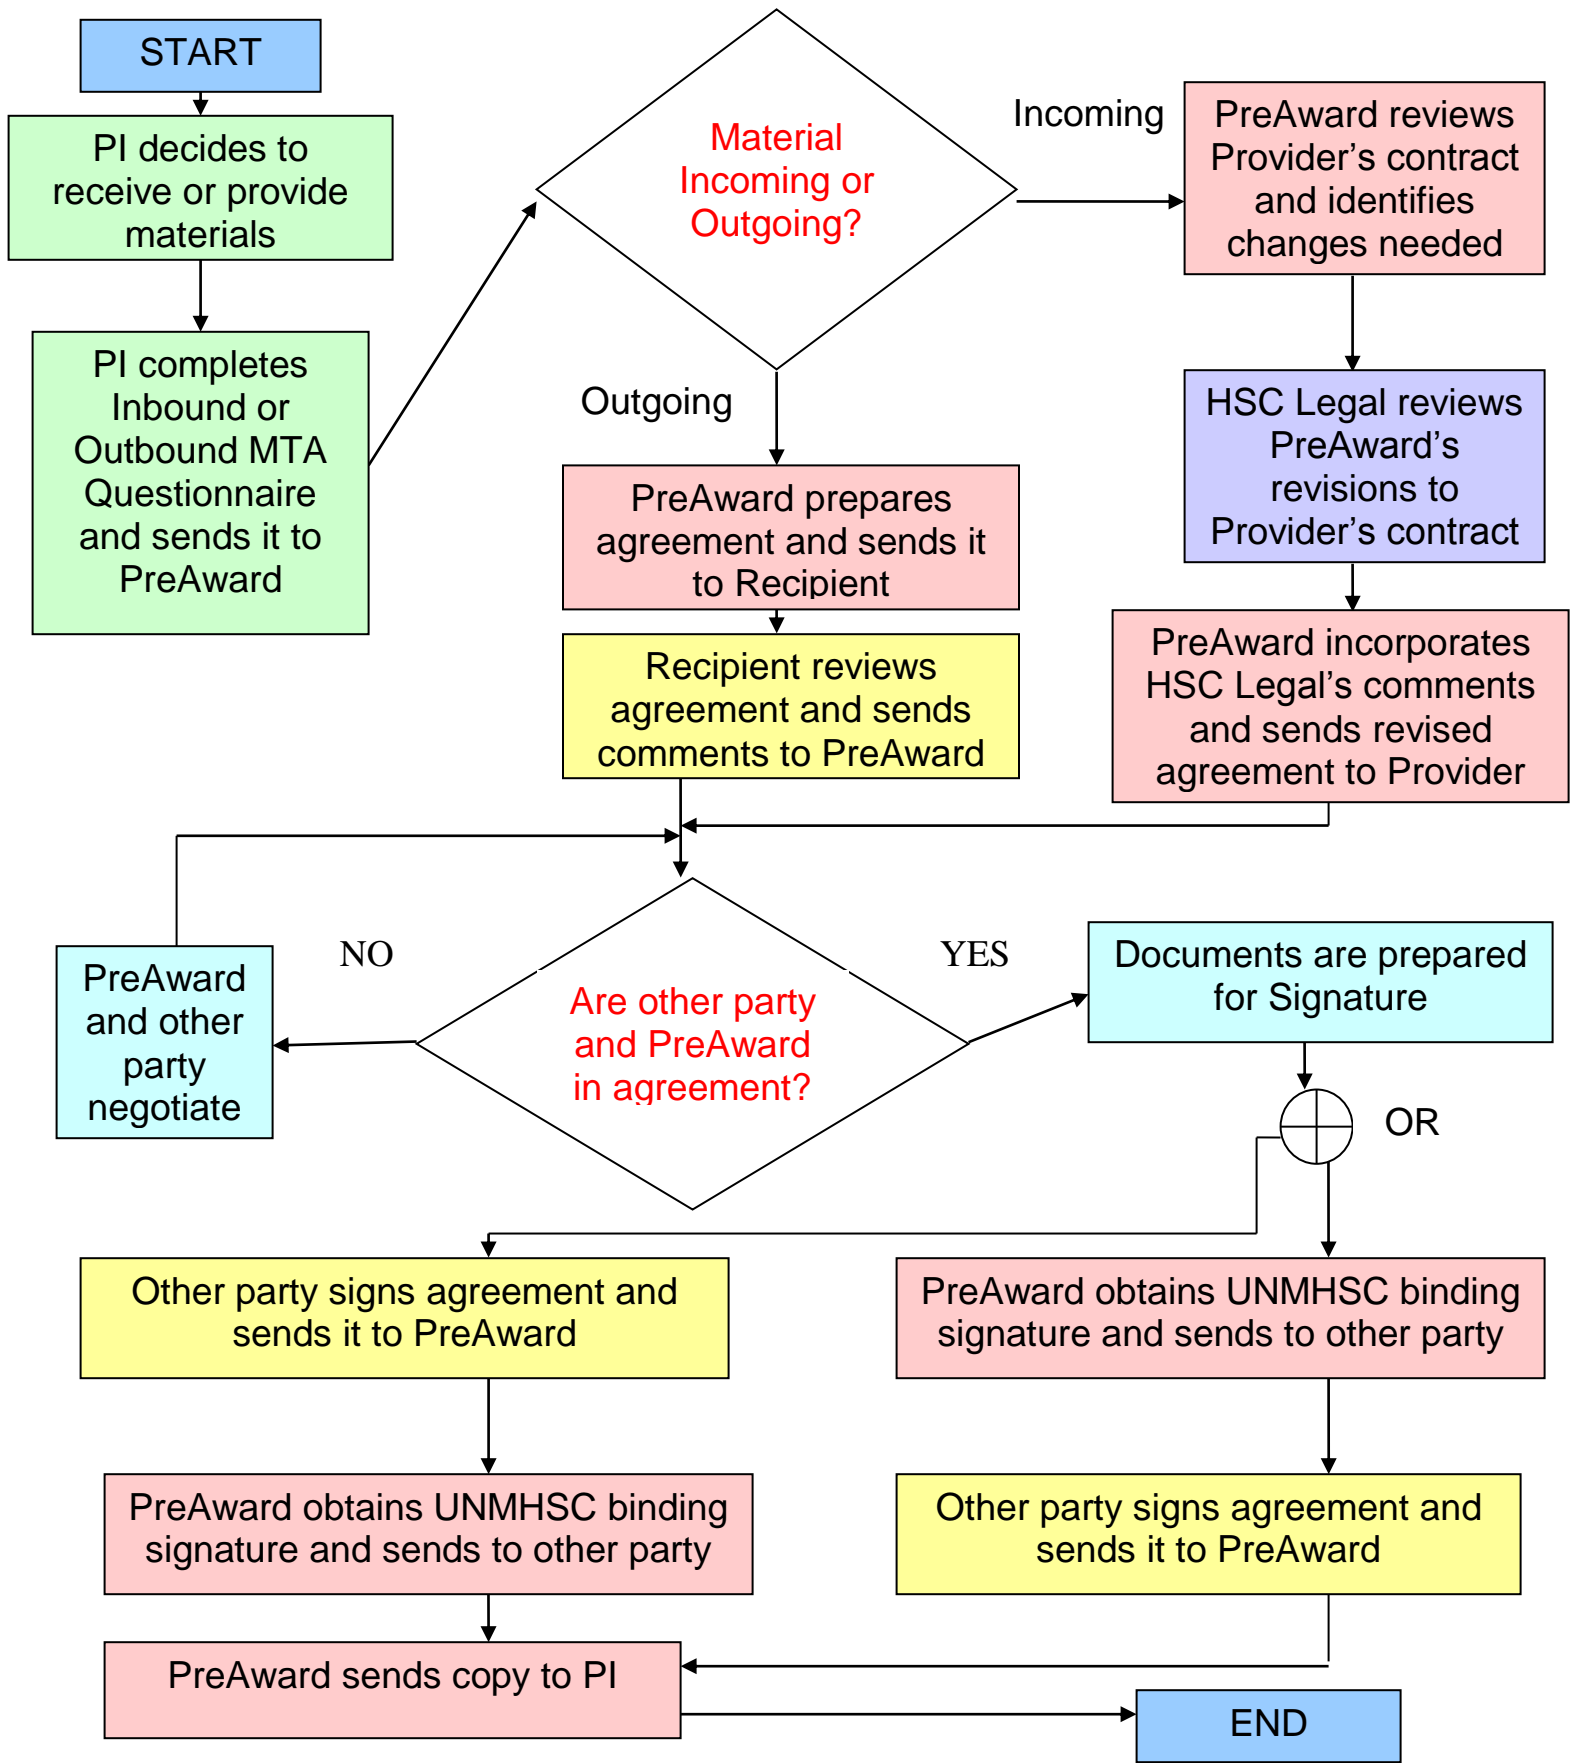 START
PI decides to
receive or provide
materials
PI completes
Inbound or
Outbound MTA
Questionnaire
and sends it to
PreAward
Material
Incoming or
Outgoing?
Incoming
PreAward reviews
Provider’s contract
and identifies
changes needed
Outgoing
HSC Legal reviews
PreAward’s
revisions to
Provider’s contract
PreAward prepares
agreement and sends it
to Recipient
Recipient reviews
agreement and sends
comments to PreAward
PreAward incorporates
HSC Legal’s comments
and sends revised
agreement to Provider
NO
PreAward
and other
party
negotiate
Are other party
and PreAward
in agreement?
YES
Documents are prepared
for Signature
OR
Other party signs agreement and
sends it to PreAward
PreAward obtains UNMHSC binding
signature and sends to other party
PreAward obtains UNMHSC binding
signature and sends to other party
Other party signs agreement and
sends it to PreAward
PreAward sends copy to PI
END